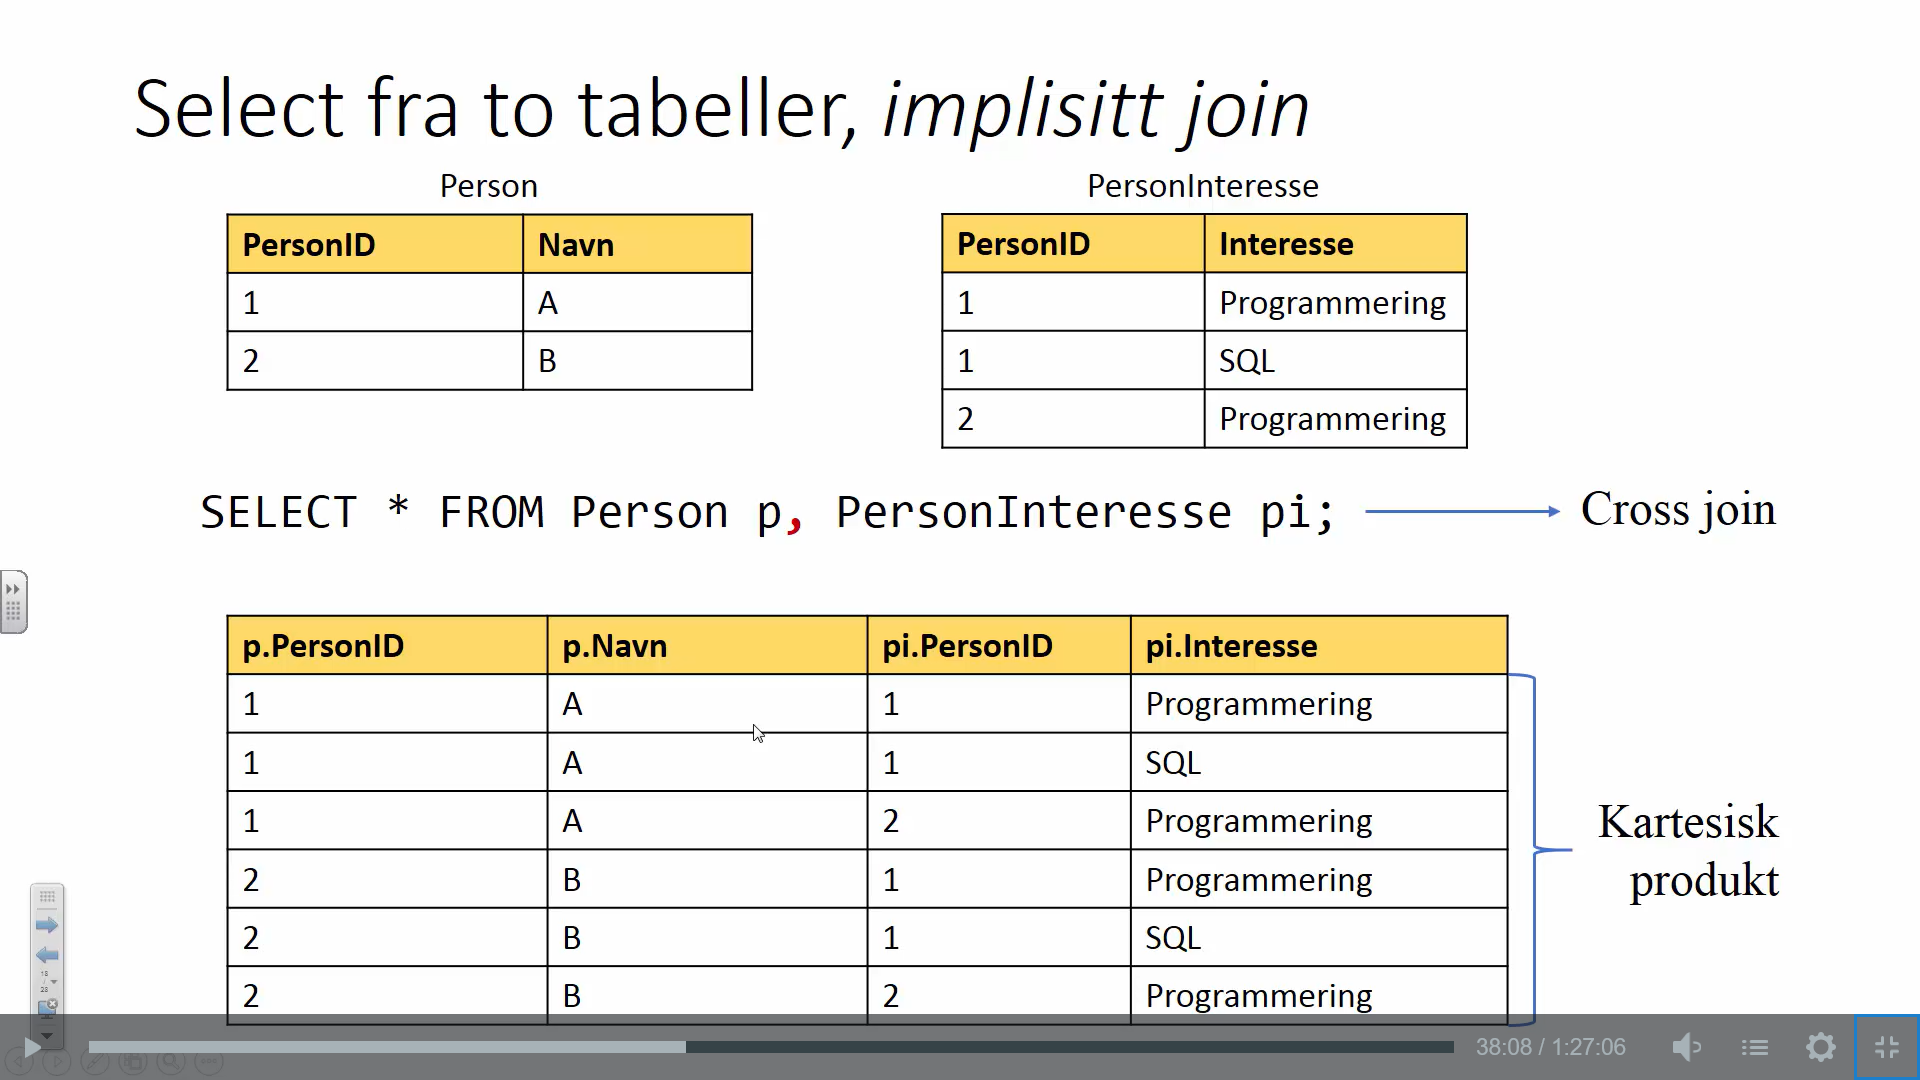 Select fra to tabeller, implisitt join
Person
PersonID Navn
1 A
2 B
PersonInteresse
PersonID Interesse
1 Programmering
1 SQL
2 Programmering
SELECT * FROM Person p, PersonInteresse pi;
Cross join
p.PersonID p.Navn pi.PersonID pi.Interesse
1 A 1 Programmering
1 A 1 SQL
1 A 2 Programmering
2 B 1 Programmering
2 B 1 SQL
2 B 2 Programmering
Kartesisk
produkt
38:08 / 1:27:06